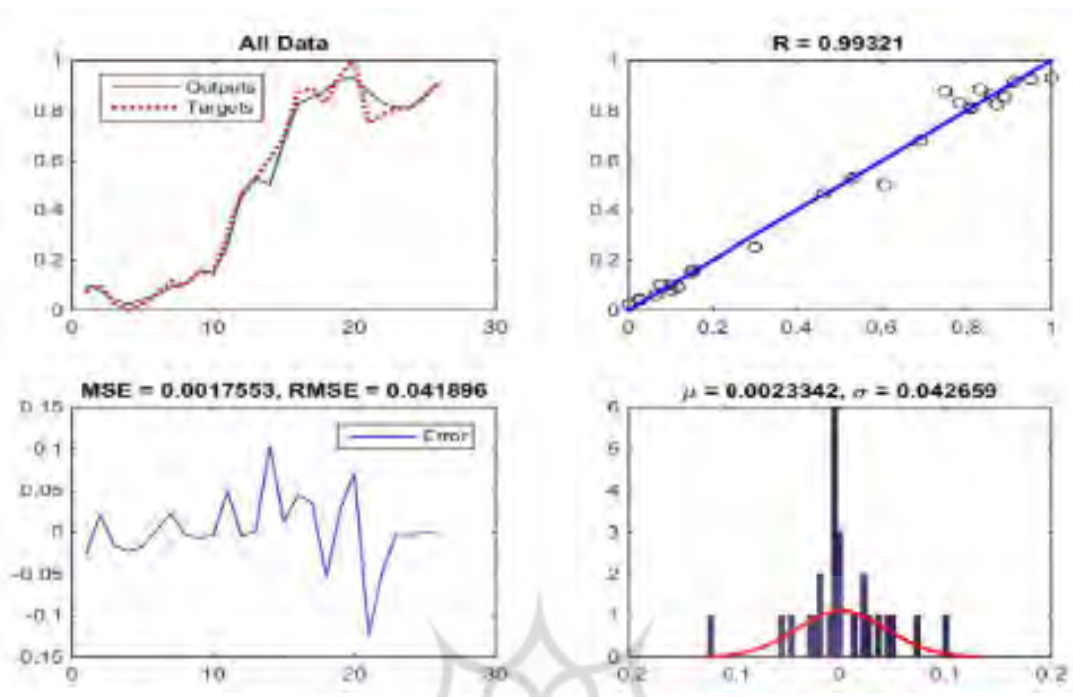 All Data
1
0.8
0.6
0.4
0.2
0
0 10 20 30
Outputs
Targets
R = 0.99321
1
0.8
0.6
0.4
0.2
0
0 0.2 0.4 0.6 0.8 1
MSE = 0.0017553, RMSE = 0.041896
0.15
0.1
0.05
0
-0.05
-0.1
-0.15
0 10 20 30
Error
μ = 0.0023342, σ = 0.042659
6
5
4
3
2
1
0
-0.2 -0.1 0 0.1 0.2